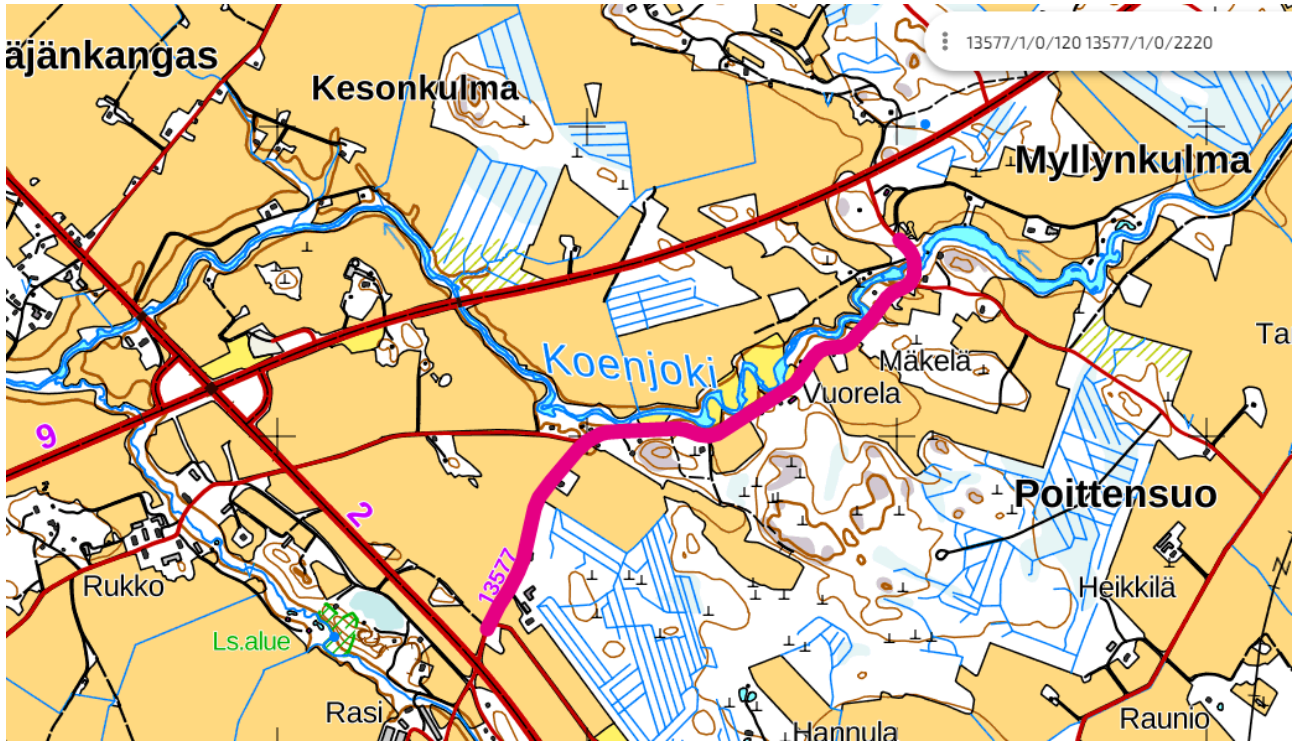 13577/1/0/120 13577/1/0/2220
äjänkangas
Kesonkulma
Myllynkulma
Ta
Koenjoki
Mäkelä
Vuorela
9
2
Poittensuo
13577
Rukko
Heikkilä
Ls.alue
Rasi
Raunio
Hannula